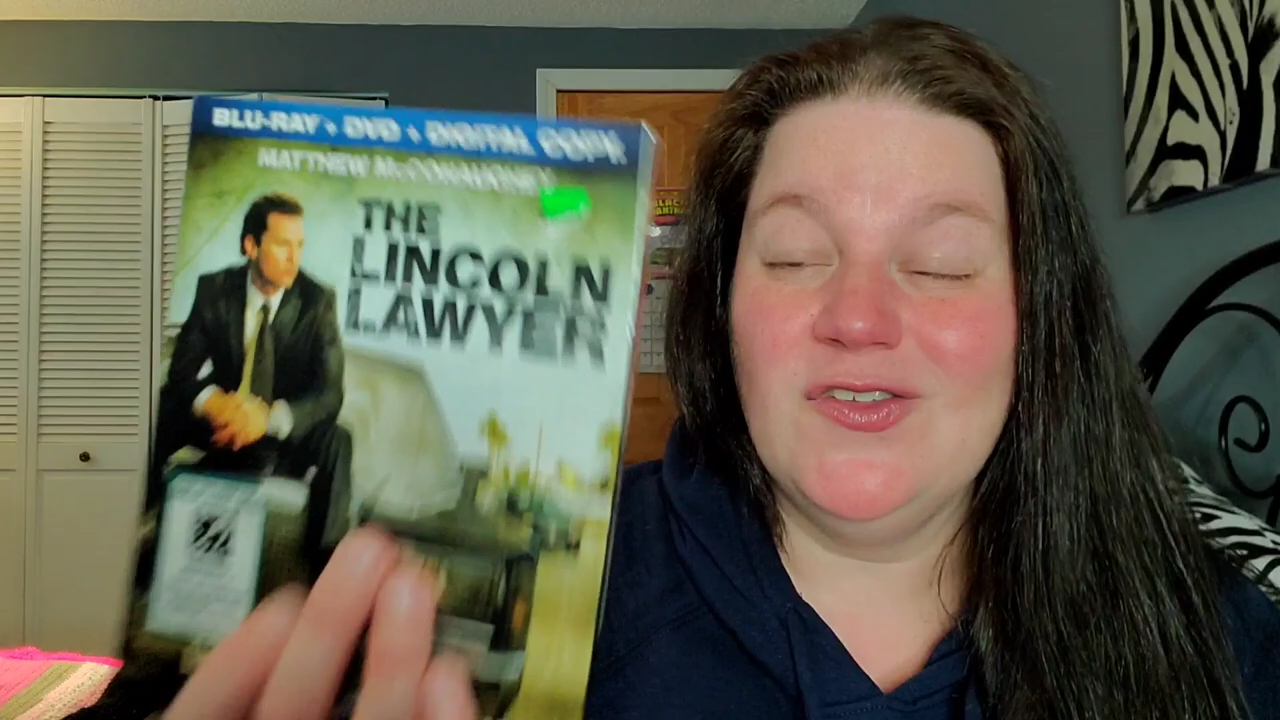 BLU-RAY + DVD + DIGITAL COPY
MATTHEW McCONAUGHEY
THE
LINCOLN
LAWYER